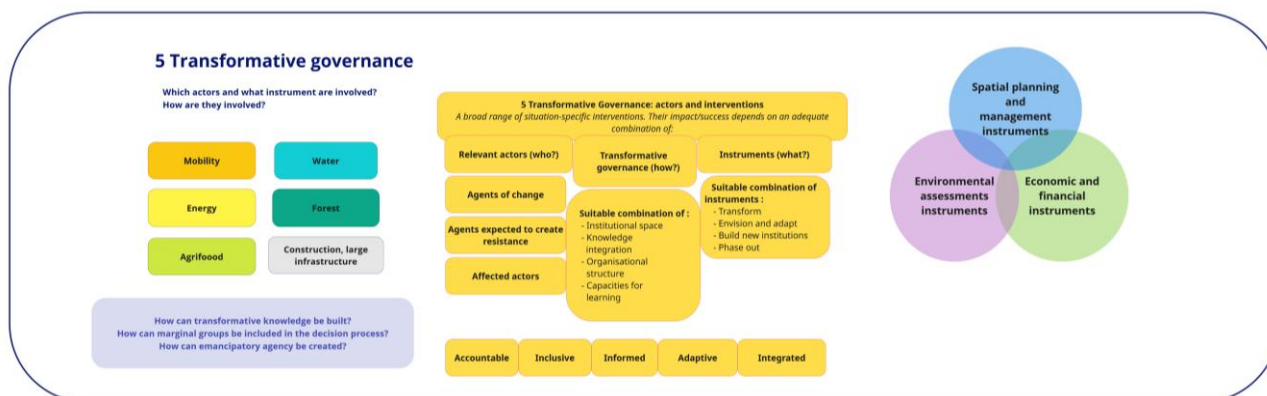 5 Transformative governance
Which actors and what instrument are involved?
How are they involved?
Mobility
Water
Energy
Forest
Agrifoood
Construction, large
infrastructure
How can transformative knowledge be built?
How can marginal groups be included in the decision process?
How can emancipatory agency be created?
5 Transformative Governance: actors and interventions
A broad range of situation-specific interventions. Their impact/success depends on an adequate
combination of:
Relevant actors (who?)
Agents of change
Agents expected to create
resistance
Affected actors
Transformative
governance (how?)
Suitable combination of :
- Institutional space
- Knowledge
integration
- Organisational
structure
- Capacities for
learning
Instruments (what?)
Suitable combination of
instruments :
- Transform
- Envision and adapt
- Build new institutions
- Phase out
Accountable
Inclusive
Informed
Adaptive
Integrated
Spatial planning
and
management
instruments
Environmental
assessments
instruments
Economic and
financial
instruments